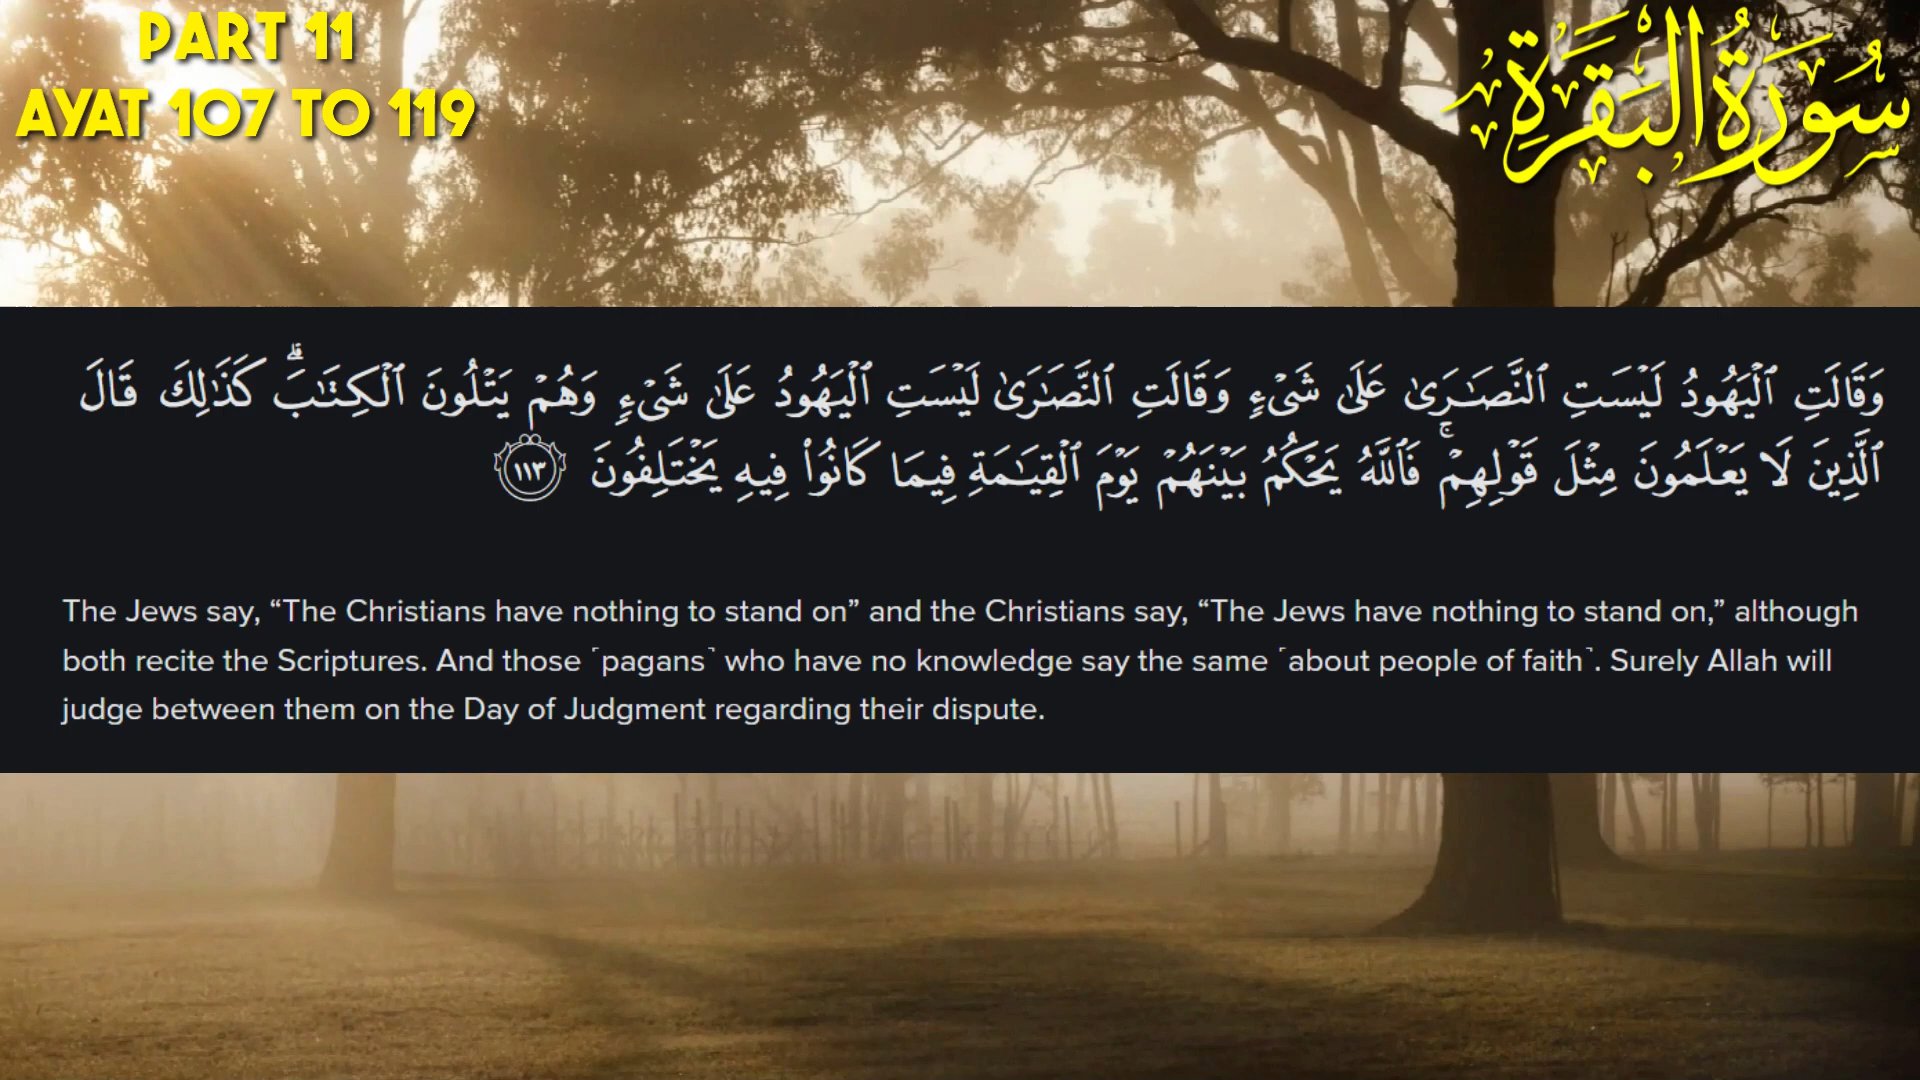 PART 11
AYAT 107 TO 119
سُورَةُ الْبَقَرَةِ
وَقَالَتِ ٱلْيَهُودُ لَيْسَتِ ٱلنَّصَـٰرَىٰ عَلَىٰ شَىْءٍ وَقَالَتِ ٱلنَّصَـٰرَىٰ لَيْسَتِ ٱلْيَهُودُ عَلَىٰ شَىْءٍ وَهُمْ يَتْلُونَ ٱلْكِتَـٰبَ ۗ كَذَٰلِكَ قَالَ
ٱلَّذِينَ لَا يَعْلَمُونَ مِثْلَ قَوْلِهِمْ ۚ فَٱللَّهُ يَحْكُمُ بَيْنَهُمْ يَوْمَ ٱلْقِيَـٰمَةِ فِيمَا كَانُوا۟ فِيهِ يَخْتَلِفُونَ ١١٣
The Jews say, “The Christians have nothing to stand on” and the Christians say, “The Jews have nothing to stand on,” although
both recite the Scriptures. And those ˹pagans˺ who have no knowledge say the same ˹about people of faith˺. Surely Allah will
judge between them on the Day of Judgment regarding their dispute.